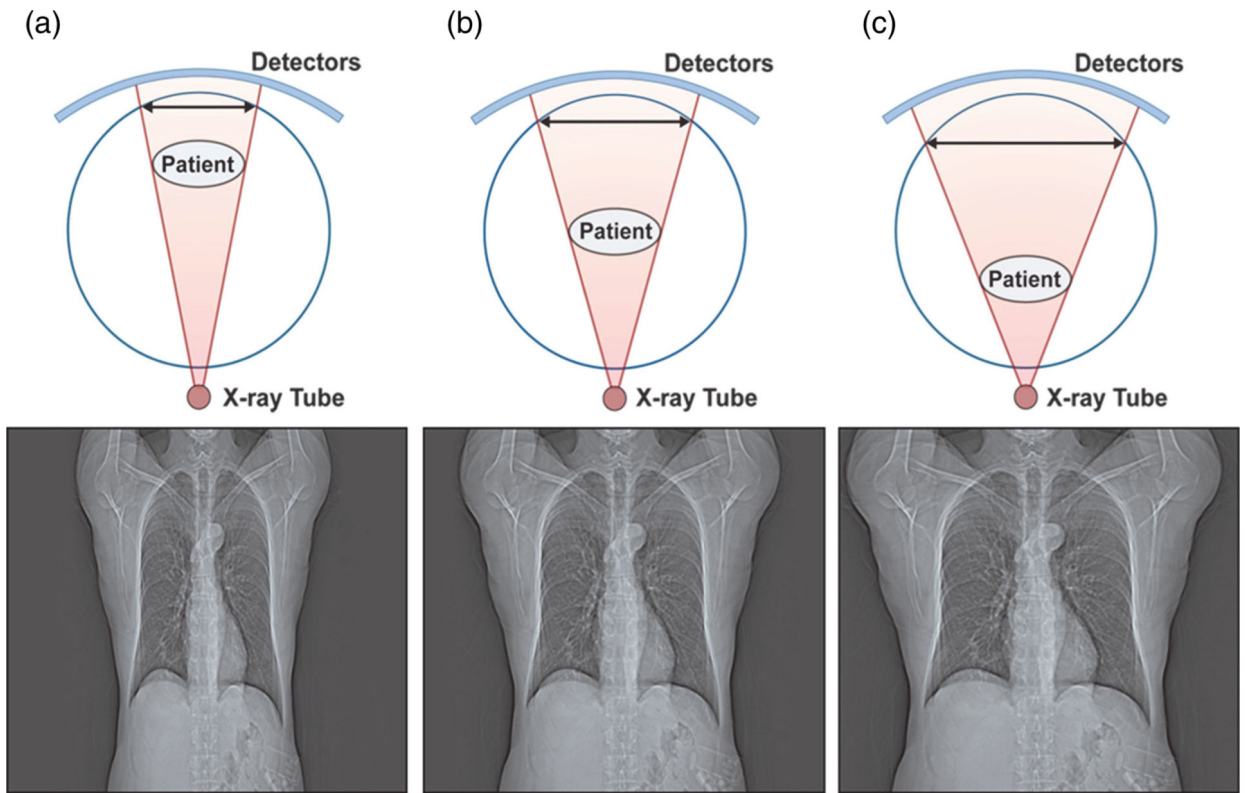 (a)
Detectors
Patient
X-ray Tube
(b)
Detectors
Patient
X-ray Tube
(c)
Detectors
Patient
X-ray Tube